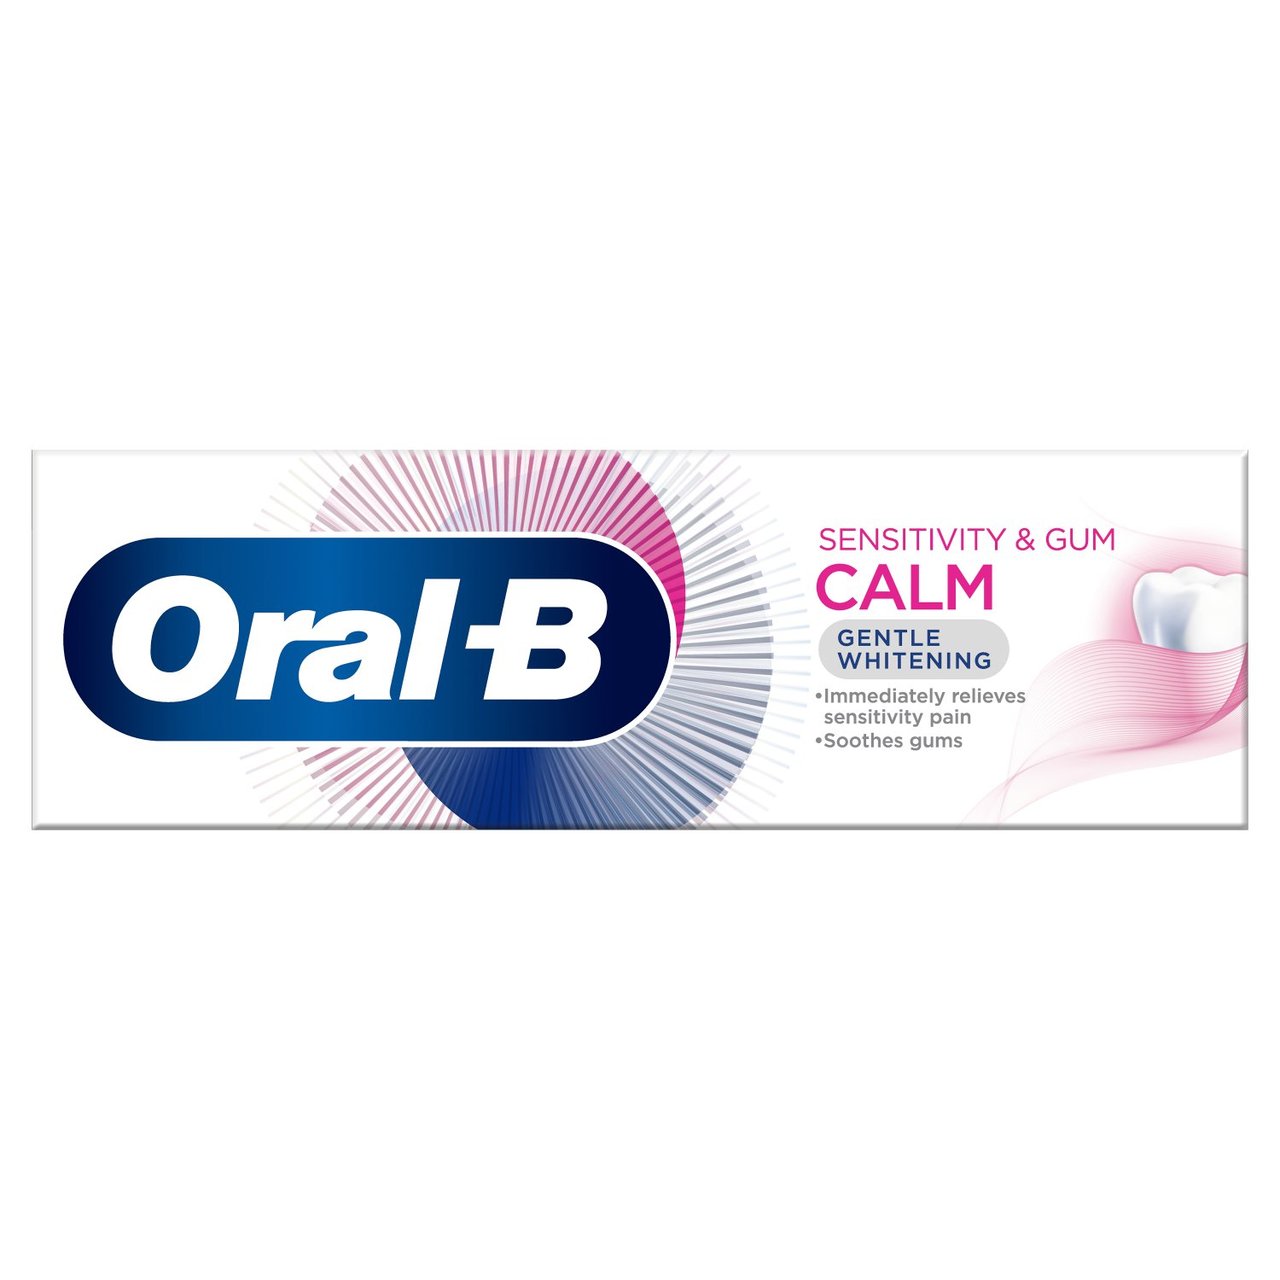 Oral-B
SENSITIVITY & GUM
CALM
GENTLE
WHITENING
•Immediately relieves
sensitivity pain
•Soothes gums